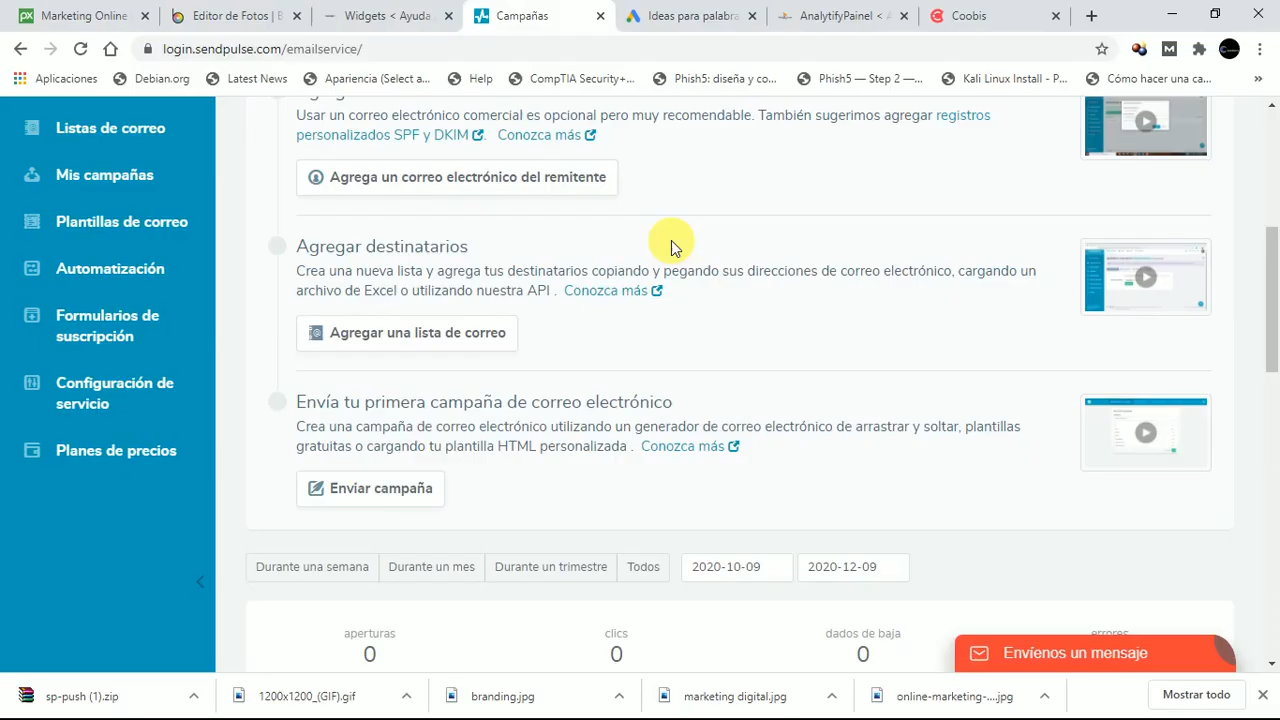 Marketing Online
Editor de Fotos | B
Widgets < Ayuda
Campañas
Ideas para palabra
AnalytifyPainel < A
Coobis
login.sendpulse.com/emailservice/
Aplicaciones
Debian.org
Latest News
Apariencia (Select a...
Help
CompTIA Security+...
Phish5: diseña y co...
Phish5 — Step 2 —...
Kali Linux Install - P...
Cómo hacer una ca...
»
Listas de correo
Mis campañas
Plantillas de correo
Automatización
Formularios de
suscripción
Configuración de
servicio
Planes de precios
Usar un correo electrónico comercial es opcional pero muy recomendable. También sugerimos agregar registros
personalizados SPF y DKIM. Conozca más
Agrega un correo electrónico del remitente
Agregar destinatarios
Crea una nueva lista y agrega tus destinatarios copiando y pegando sus direcciones de correo electrónico, cargando un
archivo de Excel o utilizando nuestra API . Conozca más
Agregar una lista de correo
Envía tu primera campaña de correo electrónico
Crea una campaña de correo electrónico utilizando un generador de correo electrónico de arrastrar y soltar, plantillas
gratuitas o cargando tu plantilla HTML personalizada . Conozca más
Enviar campaña
Durante una semana
Durante un mes
Durante un trimestre
Todos
2020-10-09
2020-12-09
aperturas
clics
dados de baja
errores
0
0
0
Envíenos un mensaje
sp-push (1).zip
1200x1200_(GIF).gif
branding.jpg
marketing digital.jpg
online-marketing-....jpg
Mostrar todo